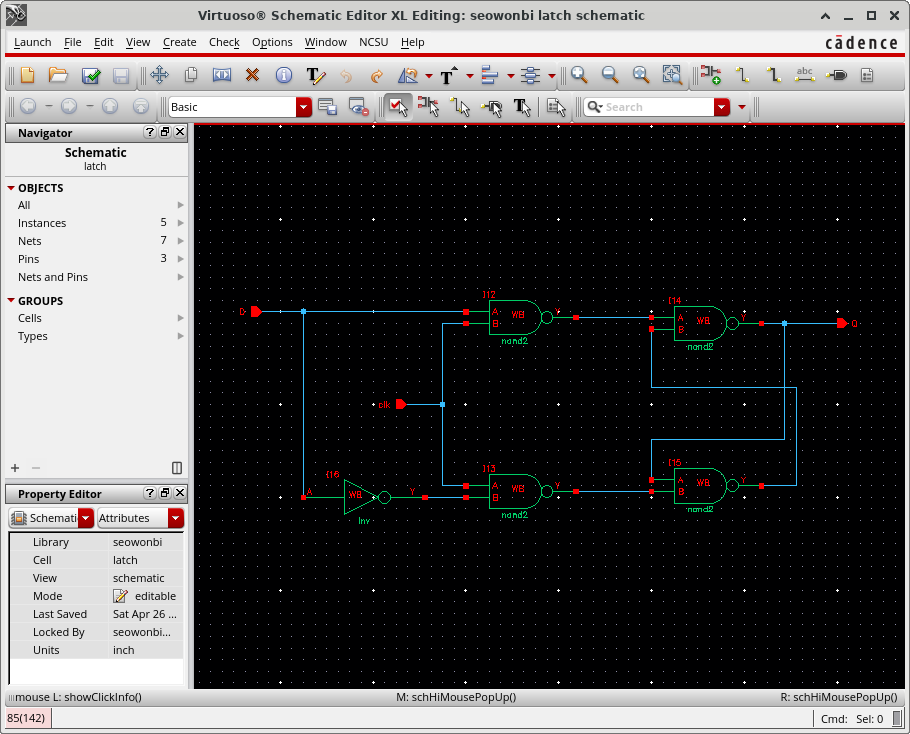 Virtuoso® Schematic Editor XL Editing: seowonbi latch schematic
Launch File Edit View Create Check Options Window NCSU Help
cādence
Basic
Search
Navigator
Schematic
latch
OBJECTS
All
Instances 5
Nets 7
Pins 3
Nets and Pins
GROUPS
Cells
Types
Property Editor
Schemati Attributes
Library seowonbi
Cell latch
View schematic
Mode editable
Last Saved Sat Apr 26 ...
Locked By seowonbi...
Units inch
I12
I14
A WB Y
B
nand2
A WB Y
B
nand2
D
Q
clk
I13
I15
I16
A WB Y
inv
A WB Y
B
nand2
A WB Y
B
nand2
mouse L: showClickInfo() M: schHiMousePopUp() R: schHiMousePopUp()
85(142) Cmd: Sel: 0